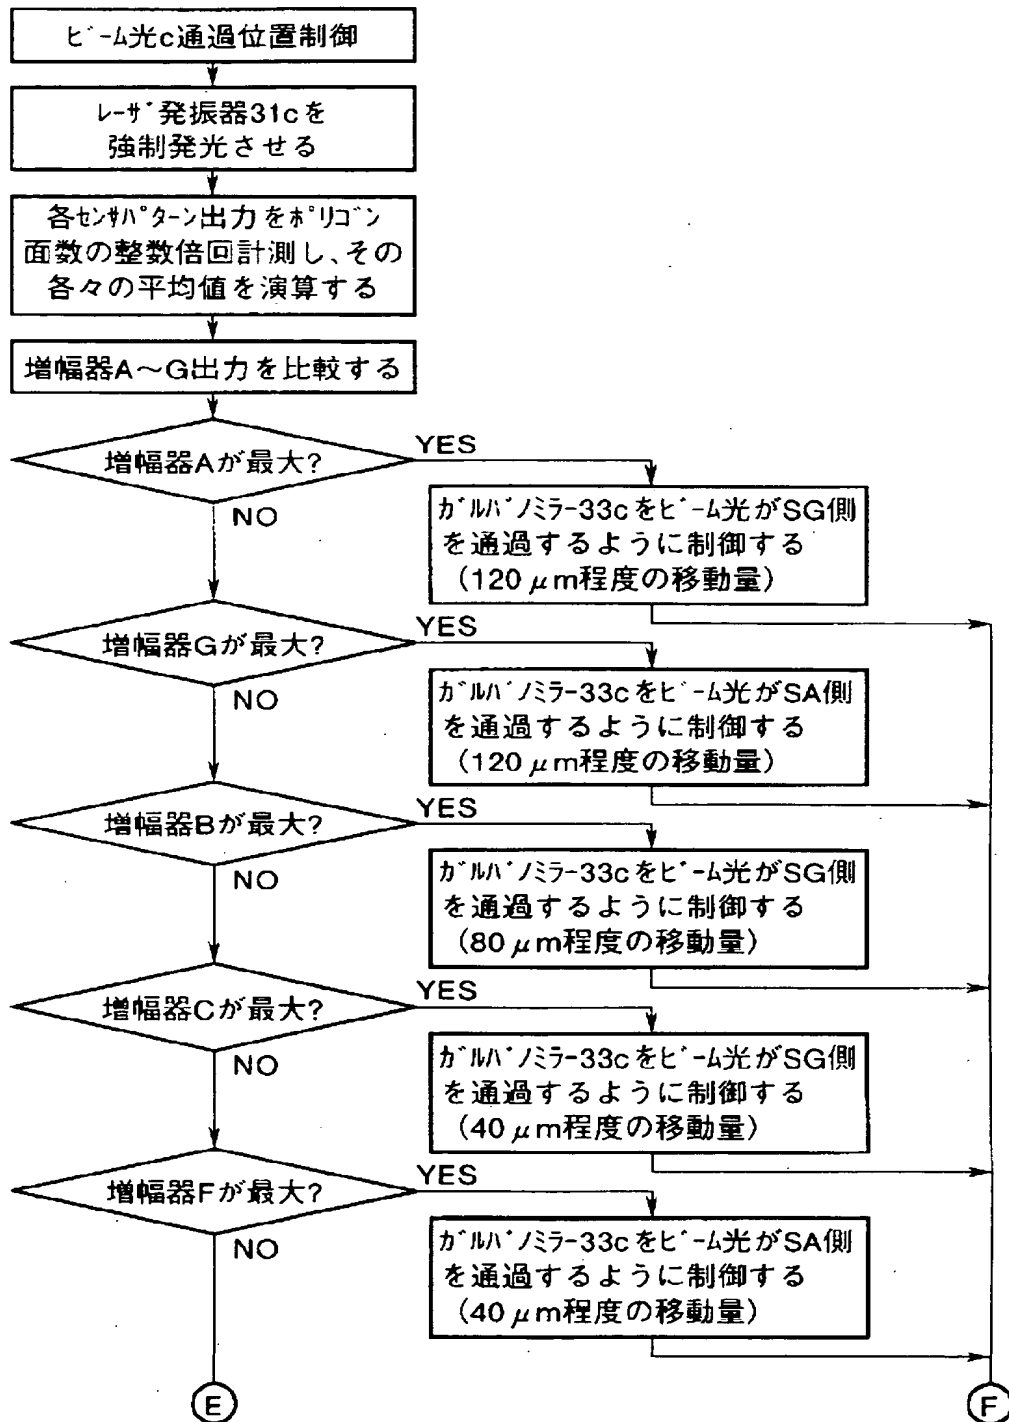 ﾋﾞｰﾑ光c通過位置制御
ﾚｰｻﾞ発振器31cを
強制発光させる
各ｾﾝｻﾊﾟﾀｰﾝ出力をﾎﾟﾘｺﾞﾝ
面数の整数倍回計測し､その
各々の平均値を演算する
増幅器A～G出力を比較する
増幅器Aが最大?
YES
NO
ｶﾞﾙﾊﾞﾉﾐﾗｰ33cをﾋﾞｰﾑ光がSG側
を通過するように制御する
(120μm程度の移動量)
増幅器Gが最大?
YES
NO
ｶﾞﾙﾊﾞﾉﾐﾗｰ33cをﾋﾞｰﾑ光がSA側
を通過するように制御する
(120μm程度の移動量)
増幅器Bが最大?
YES
NO
ｶﾞﾙﾊﾞﾉﾐﾗｰ33cをﾋﾞｰﾑ光がSG側
を通過するように制御する
(80μm程度の移動量)
増幅器Cが最大?
YES
NO
ｶﾞﾙﾊﾞﾉﾐﾗｰ33cをﾋﾞｰﾑ光がSG側
を通過するように制御する
(40μm程度の移動量)
増幅器Fが最大?
YES
NO
ｶﾞﾙﾊﾞﾉﾐﾗｰ33cをﾋﾞｰﾑ光がSA側
を通過するように制御する
(40μm程度の移動量)
E
F